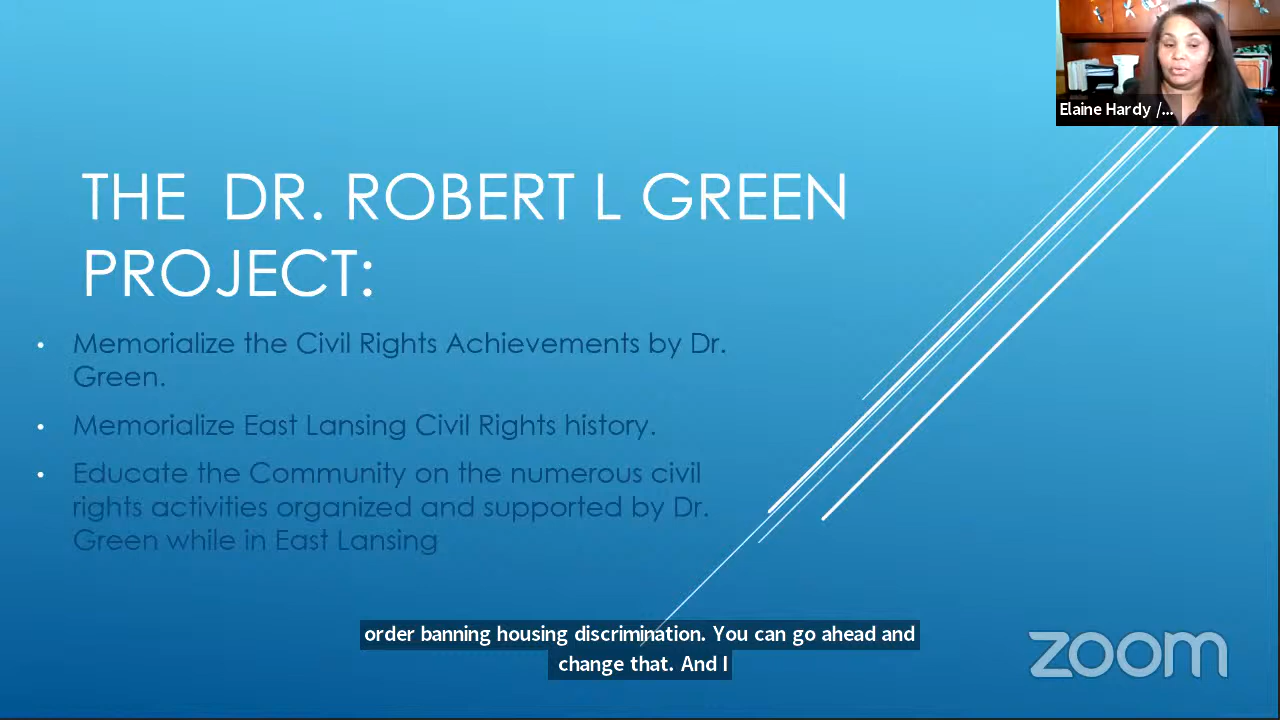 Elaine Hardy /...
THE DR. ROBERT L GREEN
PROJECT:
• Memorialize the Civil Rights Achievements by Dr.
Green.
• Memorialize East Lansing Civil Rights history.
• Educate the Community on the numerous civil
rights activities organized and supported by Dr.
Green while in East Lansing
order banning housing discrimination. You can go ahead and
change that. And I
zoom